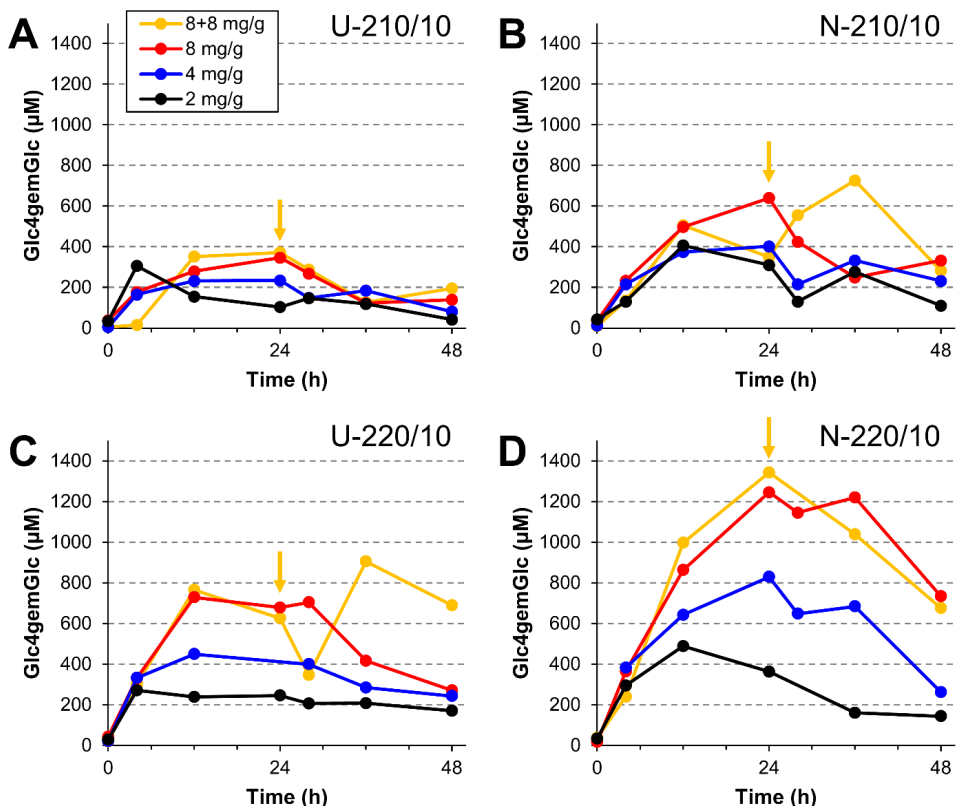 A
U-210/10
8+8 mg/g
8 mg/g
4 mg/g
2 mg/g
Glc4gemGlc (µM)
1400
1200
1000
800
600
400
200
0
0
24
48
Time (h)
B
N-210/10
Glc4gemGlc (µM)
1400
1200
1000
800
600
400
200
0
0
24
48
Time (h)
C
U-220/10
Glc4gemGlc (µM)
1400
1200
1000
800
600
400
200
0
0
24
48
Time (h)
D
N-220/10
Glc4gemGlc (µM)
1400
1200
1000
800
600
400
200
0
0
24
48
Time (h)